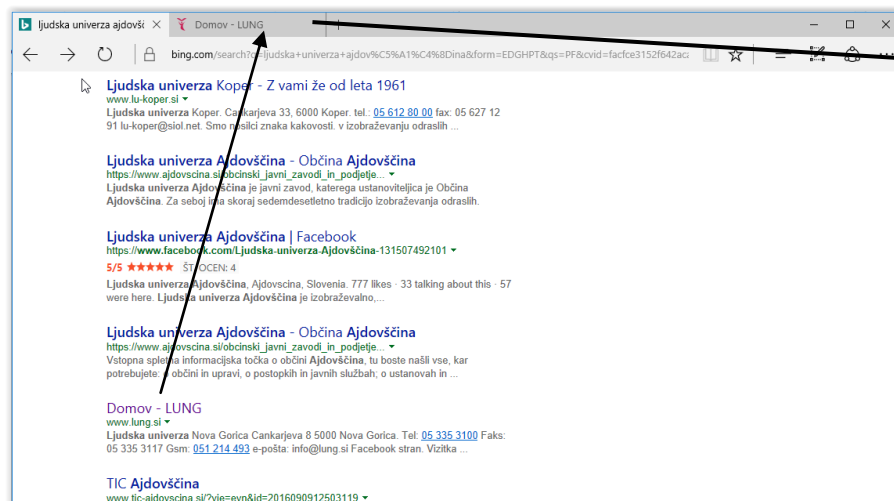 ljudska univerza ajdovšč
Domov - LUNG
bing.com/search?q=ljudska+univerza+ajdov%C5%A1%C4%8Dina&form=EDGHPT&qs=PF&cvid=facfce3152f642aca
Ljudska univerza Koper - Z vami že od leta 1961
www.lu-koper.si
Ljudska univerza Koper. Cankarjeva 33, 6000 Koper. tel.: 05 612 80 00 fax: 05 627 12
91 lu-koper@siol.net. Smo nosilci znaka kakovosti. v izobraževanju odraslih ...
Ljudska univerza Ajdovščina - Občina Ajdovščina
https://www.ajdovscina.si/obcinski_javni_zavodi_in_podjetje...
Ljudska univerza Ajdovščina je javni zavod, katerega ustanoviteljica je Občina
Ajdovščina. Za seboj ima skoraj sedemdesetletno tradicijo izobraževanja odraslih.
Ljudska univerza Ajdovščina | Facebook
https://www.facebook.com/Ljudska-univerza-Ajdovščina-131507492101
5/5 ★★★★★ ŠT. OCEN: 4
Ljudska univerza Ajdovščina, Ajdovscina, Slovenia. 777 likes · 33 talking about this · 57
were here. Ljudska univerza Ajdovščina je izobraževalno,...
Ljudska univerza Ajdovščina - Občina Ajdovščina
https://www.ajdovscina.si/obcinski_javni_zavodi_in_podjetje...
Vstopna spletna informacijska točka o občini Ajdovščina, tu boste našli vse, kar
potrebujete: o občini in upravi, o postopkih in javnih službah; o ustanovah in ...
Domov - LUNG
www.lung.si
Ljudska univerza Nova Gorica Cankarjeva 8 5000 Nova Gorica. Tel: 05 335 3100 Faks:
05 335 3117 Gsm: 051 214 493 e-pošta: info@lung.si Facebook stran. Vizitka ...
TIC Ajdovščina
www.tic-ajdovscina.si/?vie=evn&id=2016090912503119